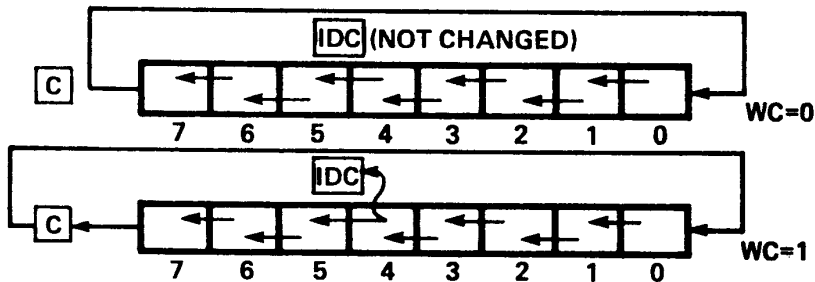 IDC (NOT CHANGED)
C
WC=0
7 6 5 4 3 2 1 0
IDC
C
WC=1
7 6 5 4 3 2 1 0